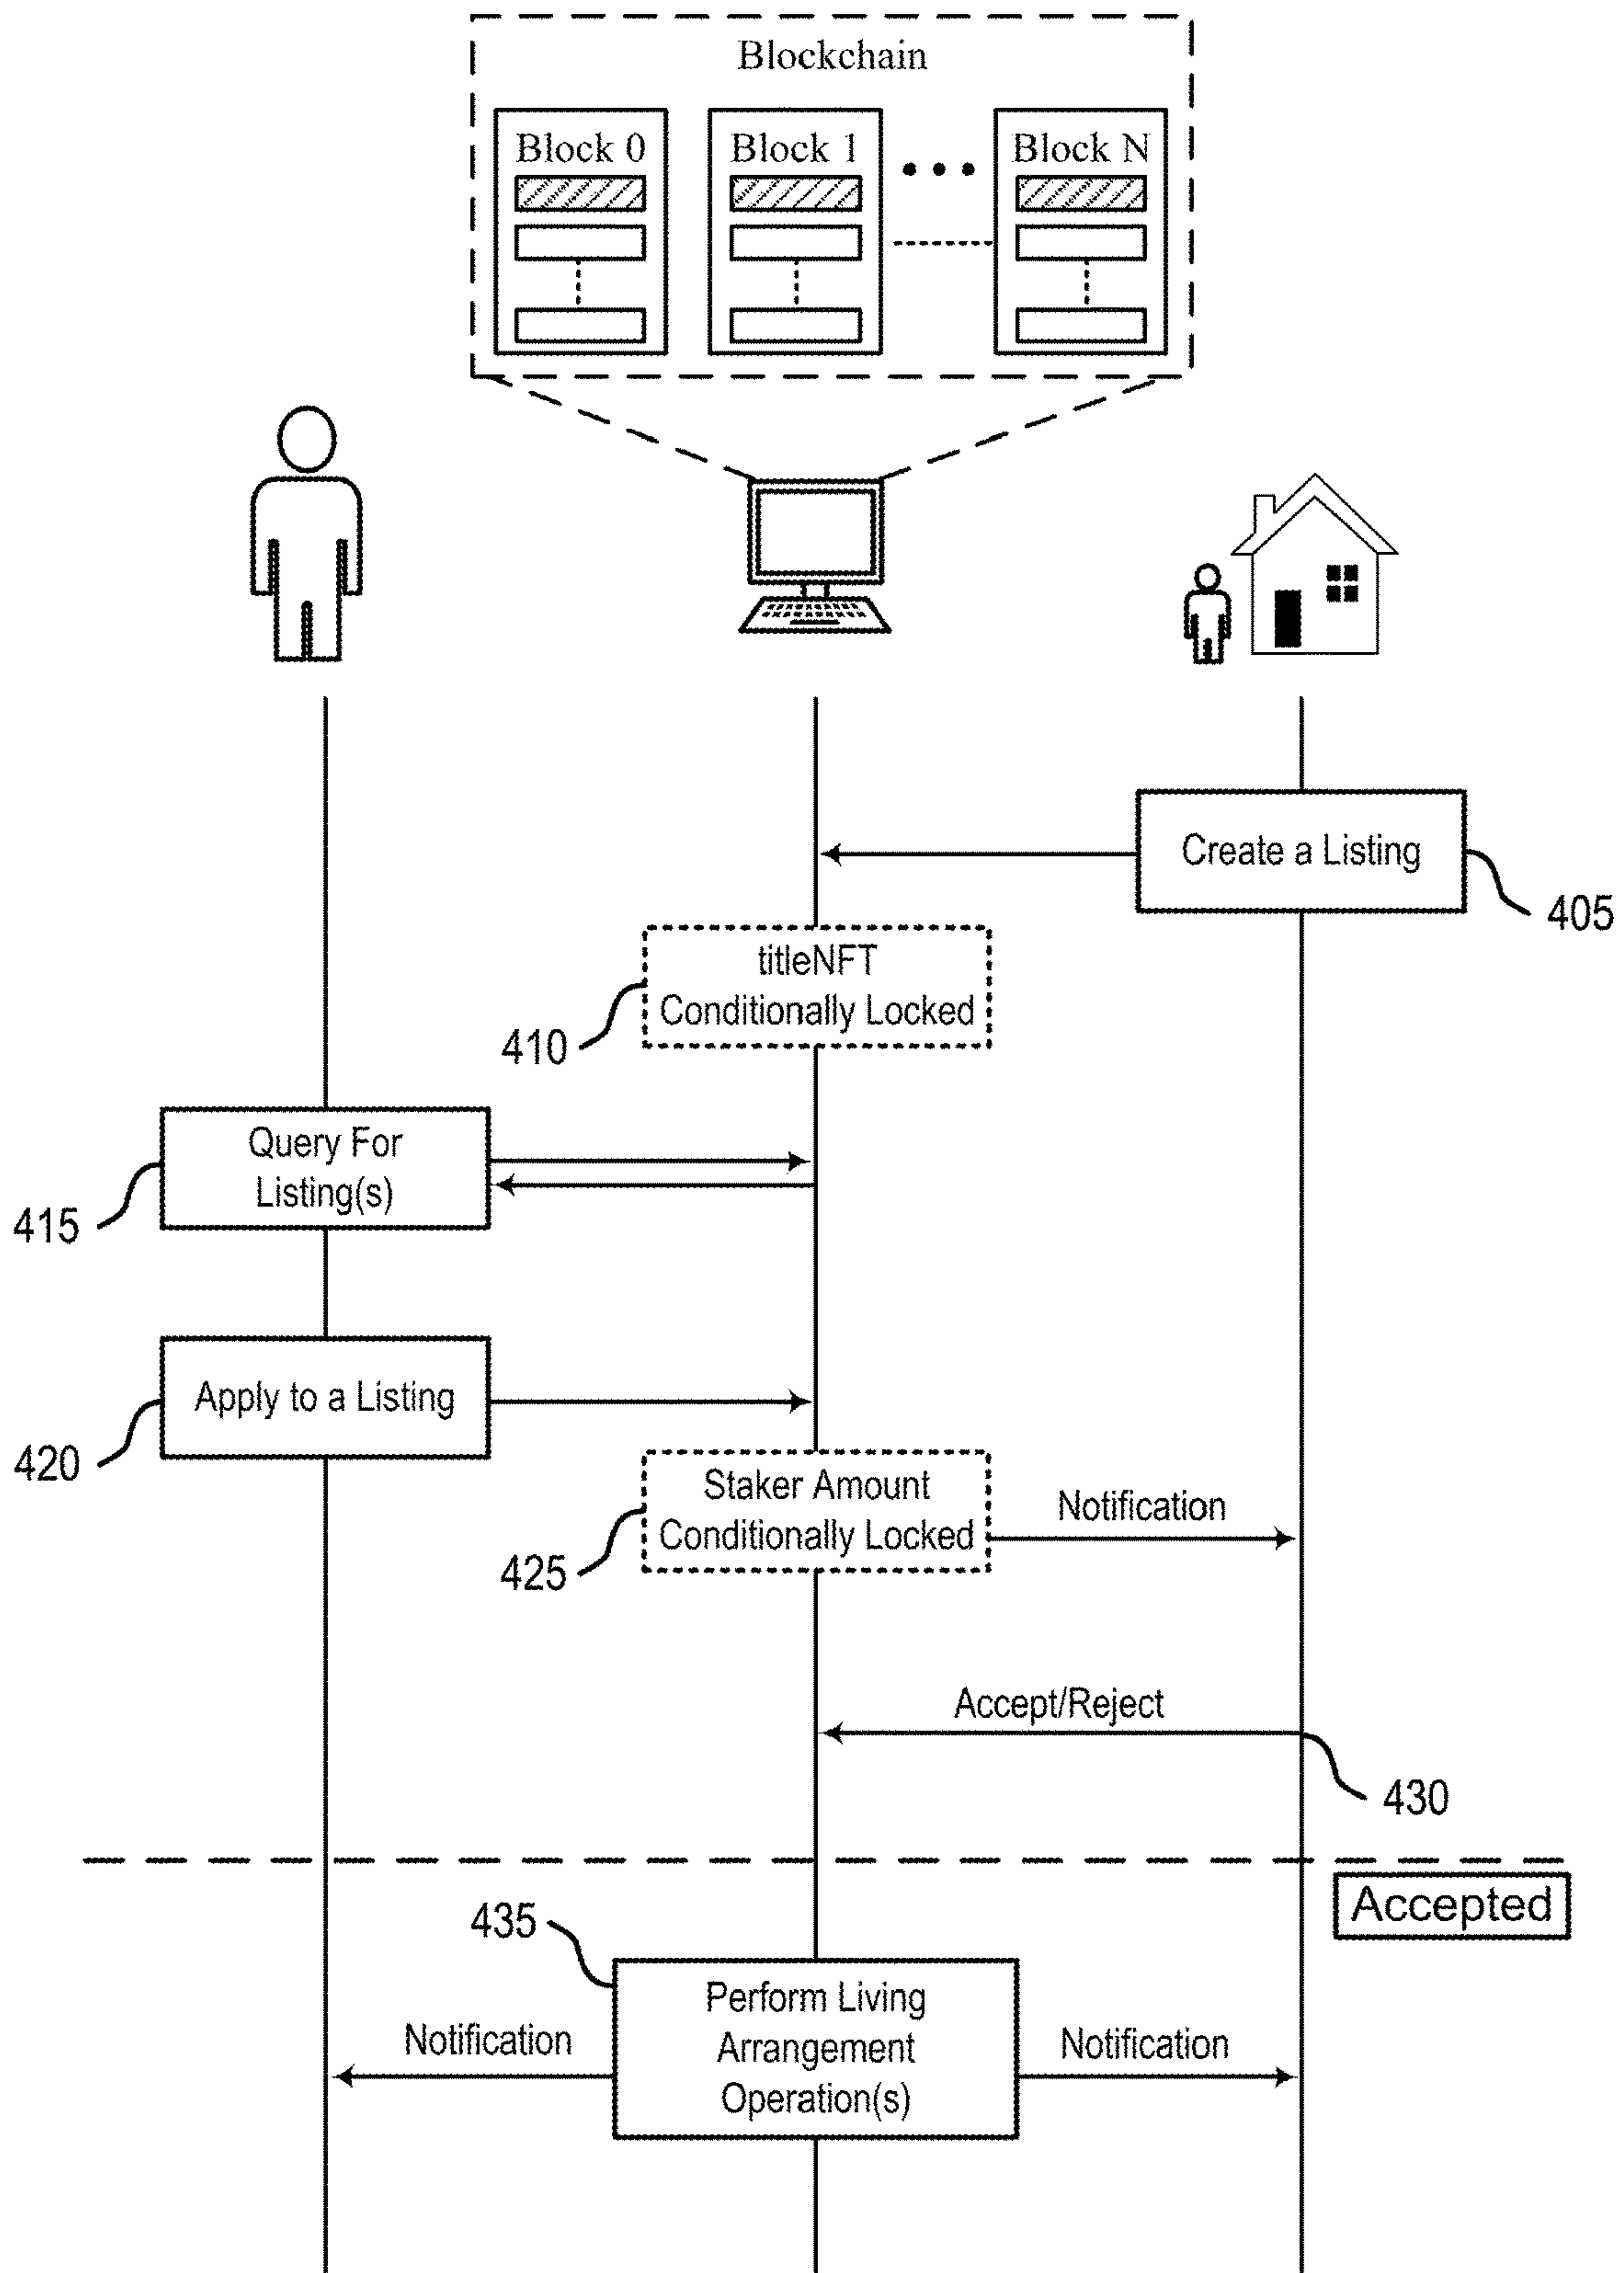 Blockchain
Block 0
Block 1
Block N
Create a Listing
405
titleNFT
Conditionally Locked
410
Query For
Listing(s)
415
Apply to a Listing
420
Staker Amount
Conditionally Locked
425
Notification
Accept/Reject
430
Accepted
435
Perform Living
Arrangement
Operation(s)
Notification
Notification